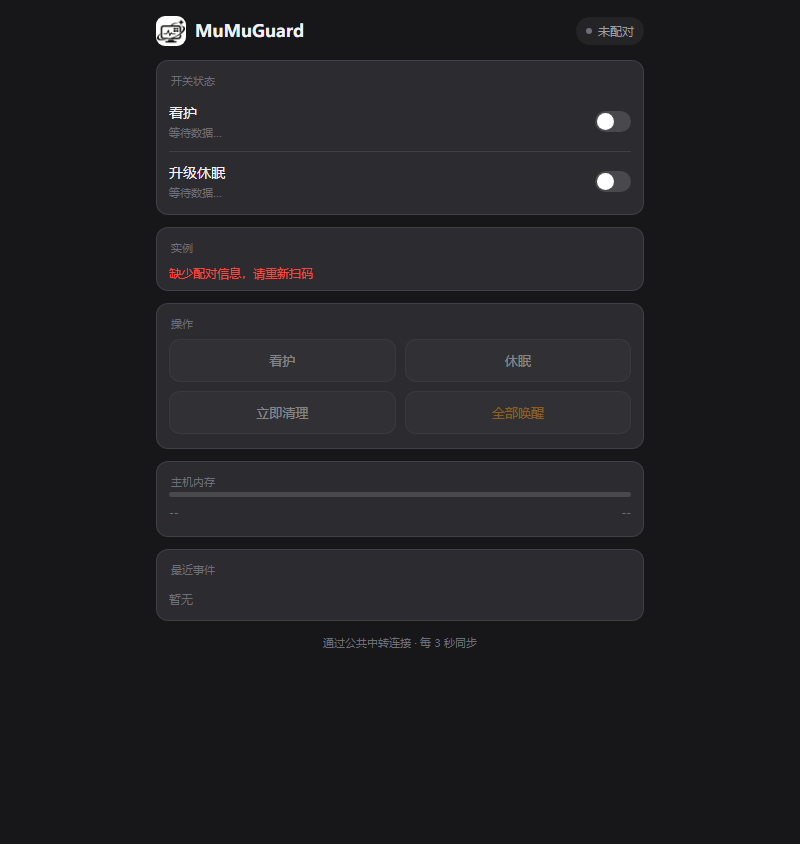 MuMuGuard
未配对
开关状态
看护
等待数据...
升级休眠
等待数据...
实例
缺少配对信息，请重新扫码
操作
看护
休眠
立即清理
全部唤醒
主机内存
--
--
最近事件
暂无
通过公共中转连接 · 每 3 秒同步